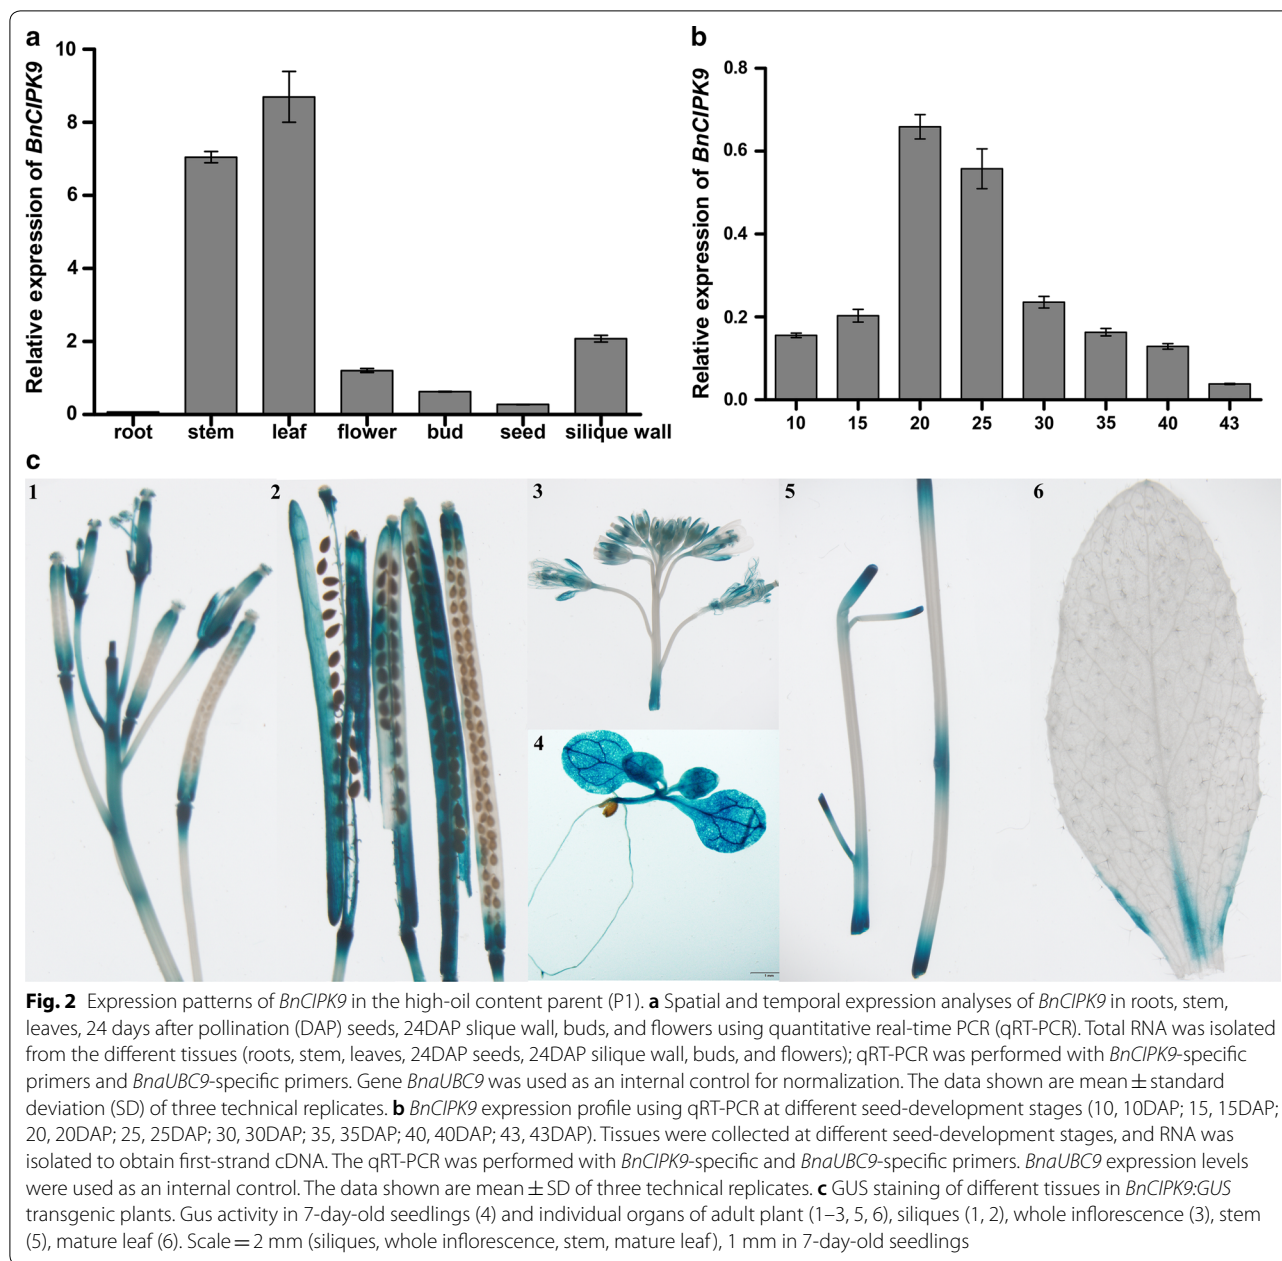 a
10
8
6
4
2
0
Relative expression of BnCIPK9
root stem leaf flower bud seed silique wall
b
0.8
0.6
0.4
0.2
0.0
Relative expression of BnCIPK9
10 15 20 25 30 35 40 43
c
1
2
3
4
5
6
1 mm
Fig. 2 Expression patterns of BnCIPK9 in the high-oil content parent (P1). a Spatial and temporal expression analyses of BnCIPK9 in roots, stem,
leaves, 24 days after pollination (DAP) seeds, 24DAP slique wall, buds, and flowers using quantitative real-time PCR (qRT-PCR). Total RNA was isolated
from the different tissues (roots, stem, leaves, 24DAP seeds, 24DAP silique wall, buds, and flowers); qRT-PCR was performed with BnCIPK9-specific
primers and BnaUBC9-specific primers. Gene BnaUBC9 was used as an internal control for normalization. The data shown are mean ± standard
deviation (SD) of three technical replicates. b BnCIPK9 expression profile using qRT-PCR at different seed-development stages (10, 10DAP; 15, 15DAP;
20, 20DAP; 25, 25DAP; 30, 30DAP; 35, 35DAP; 40, 40DAP; 43, 43DAP). Tissues were collected at different seed-development stages, and RNA was
isolated to obtain first-strand cDNA. The qRT-PCR was performed with BnCIPK9-specific and BnaUBC9-specific primers. BnaUBC9 expression levels
were used as an internal control. The data shown are mean ± SD of three technical replicates. c GUS staining of different tissues in BnCIPK9:GUS
transgenic plants. Gus activity in 7-day-old seedlings (4) and individual organs of adult plant (1–3, 5, 6), siliques (1, 2), whole inflorescence (3), stem
(5), mature leaf (6). Scale = 2 mm (siliques, whole inflorescence, stem, mature leaf), 1 mm in 7-day-old seedlings